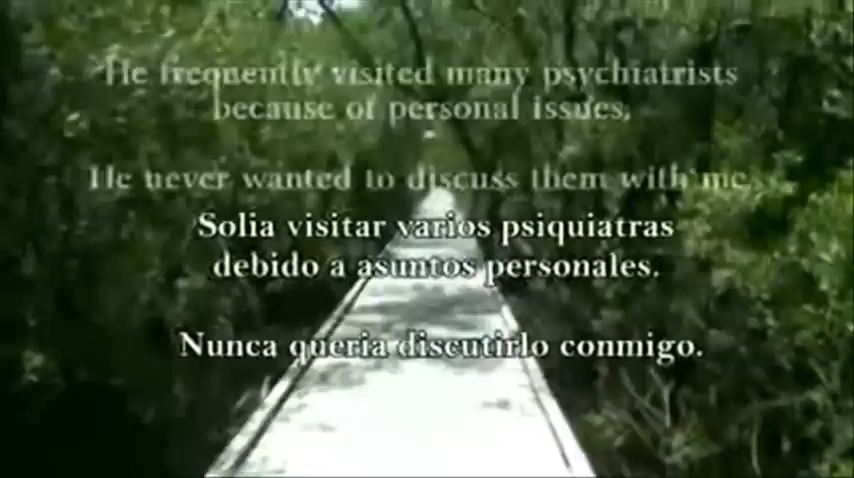 He frequently visited many psychiatrists
because of personal issues.
He never wanted to discuss them with me.
Solia visitar varios psiquiatras
debido a asuntos personales.
Nunca queria discutirlo conmigo.